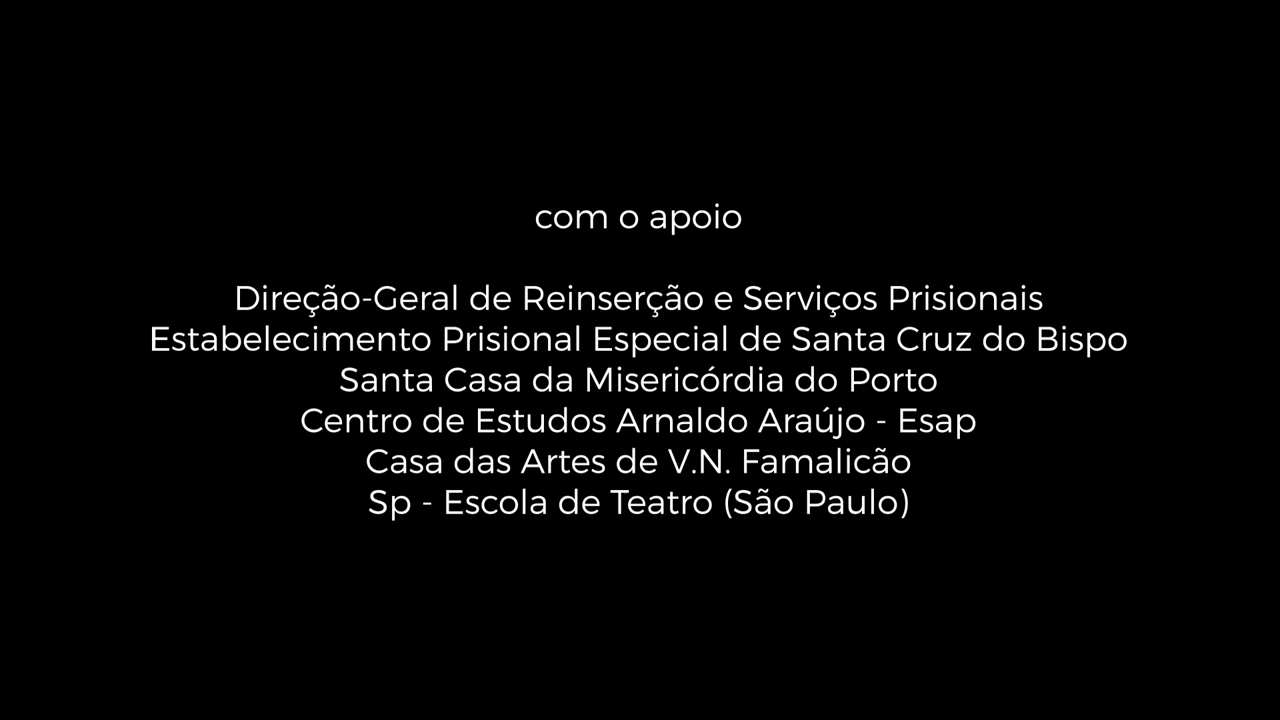 com o apoio
Direção-Geral de Reinserção e Serviços Prisionais
Estabelecimento Prisional Especial de Santa Cruz do Bispo
Santa Casa da Misericórdia do Porto
Centro de Estudos Arnaldo Araújo - Esap
Casa das Artes de V.N. Famalicão
Sp - Escola de Teatro (São Paulo)